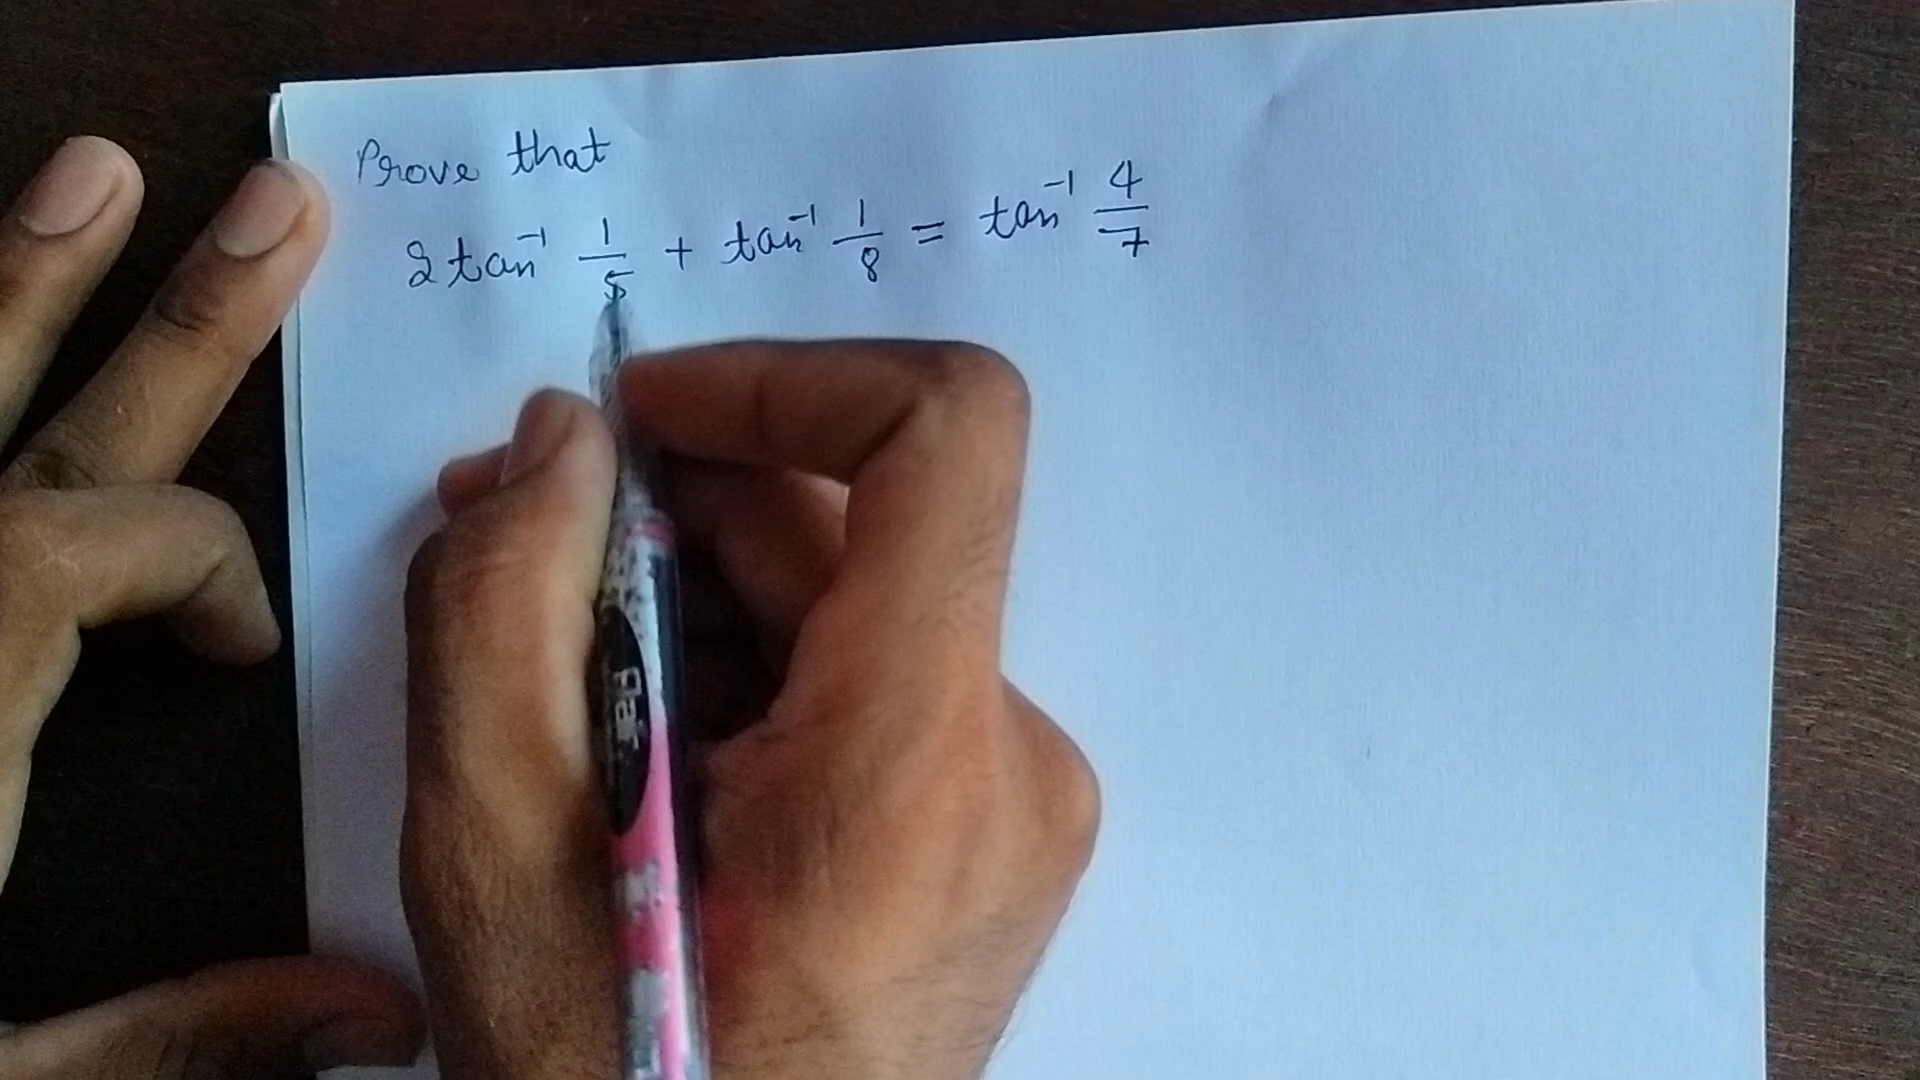 Prove that
2 tan⁻¹ 1/5 + tan⁻¹ 1/8 = tan⁻¹ 4/7